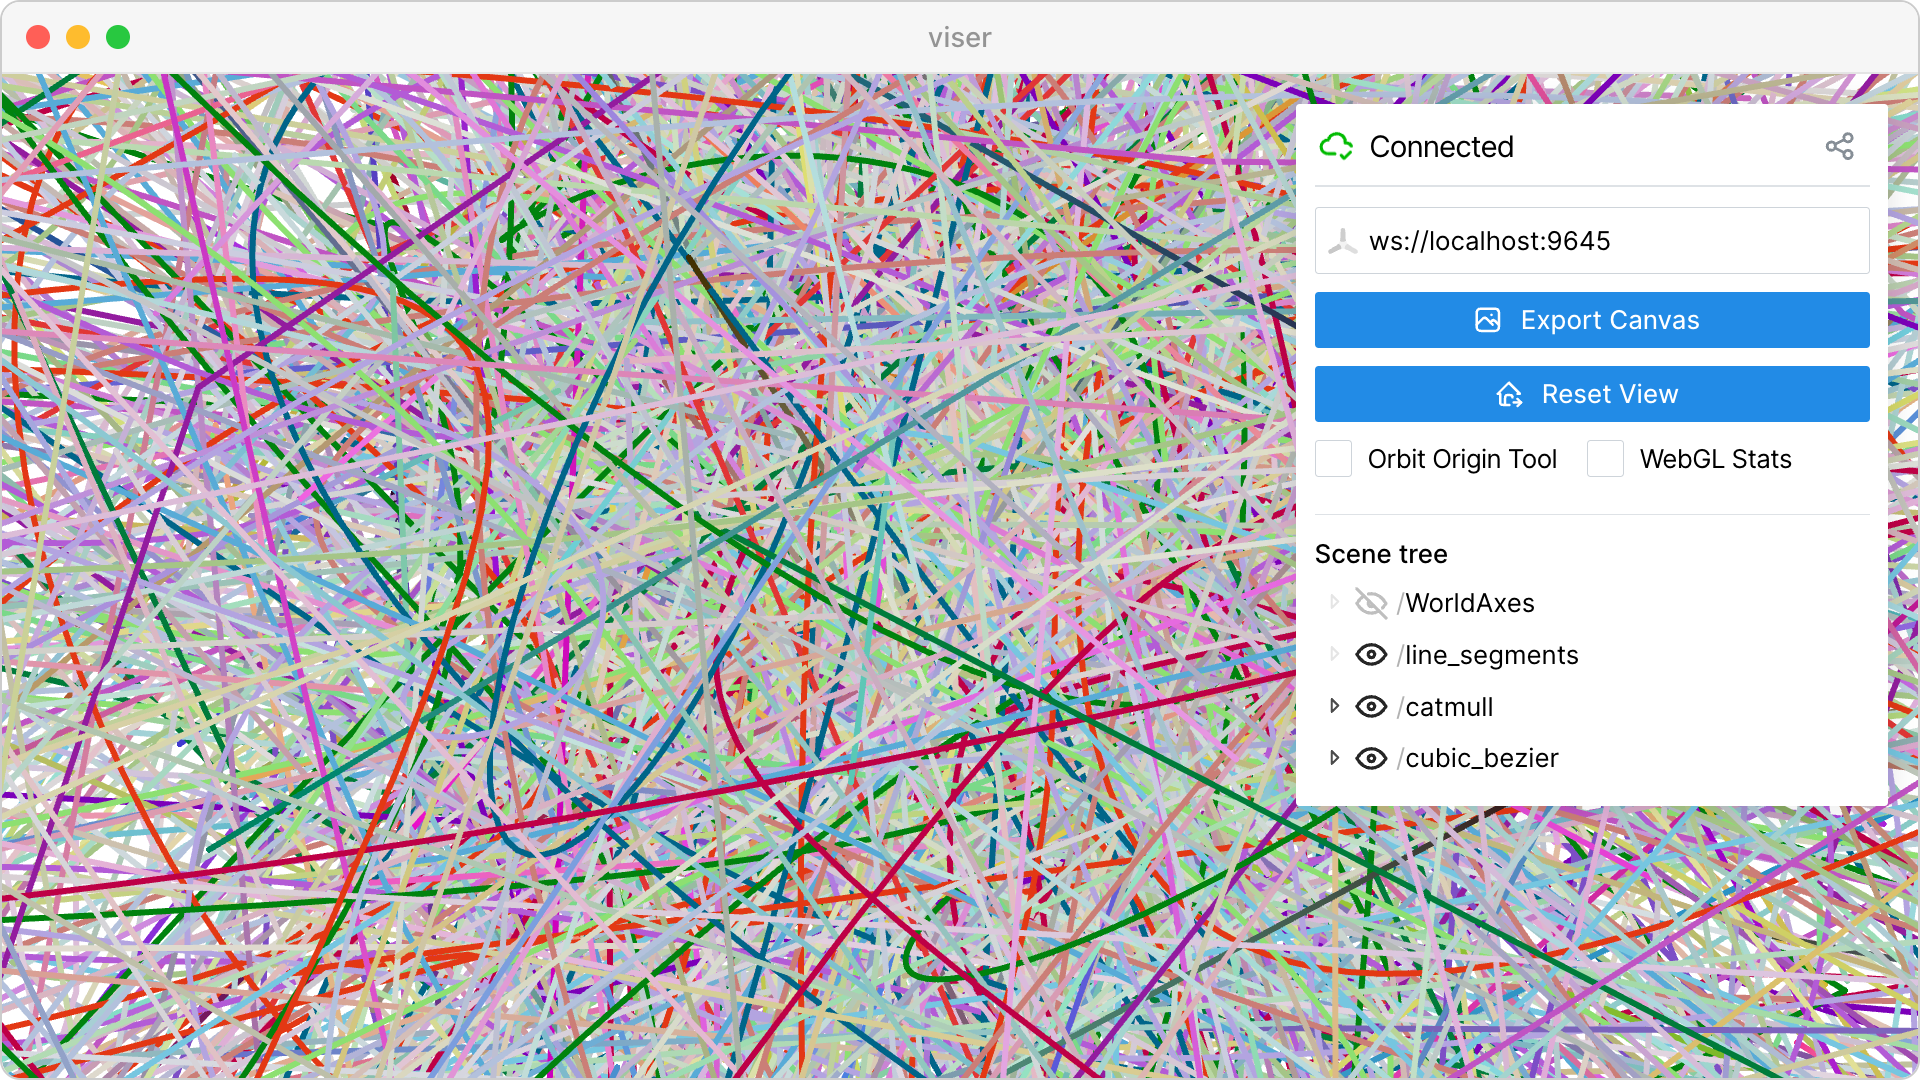 viser
Connected
ws://localhost:9645
Export Canvas
Reset View
Orbit Origin Tool WebGL Stats
Scene tree
/WorldAxes
/line_segments
/catmull
/cubic_bezier